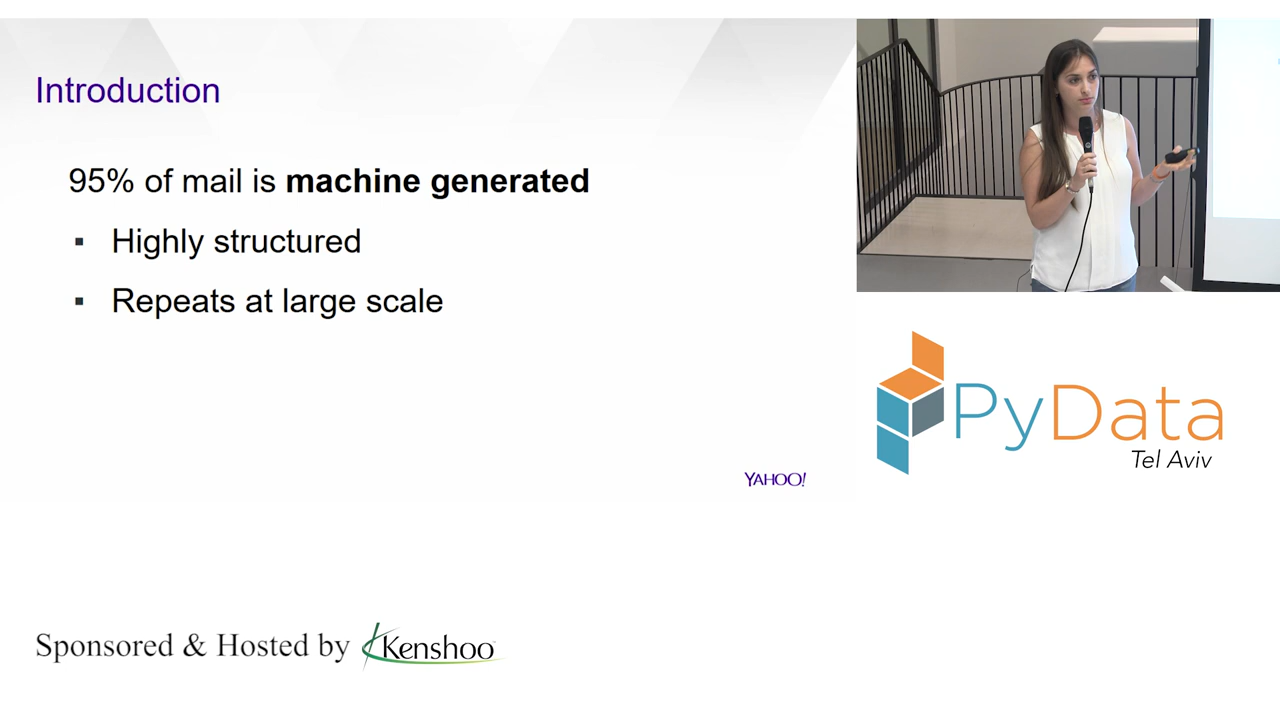 Introduction
95% of mail is machine generated
▪ Highly structured
▪ Repeats at large scale
YAHOO!
PyData
Tel Aviv
Sponsored & Hosted by Kenshoo